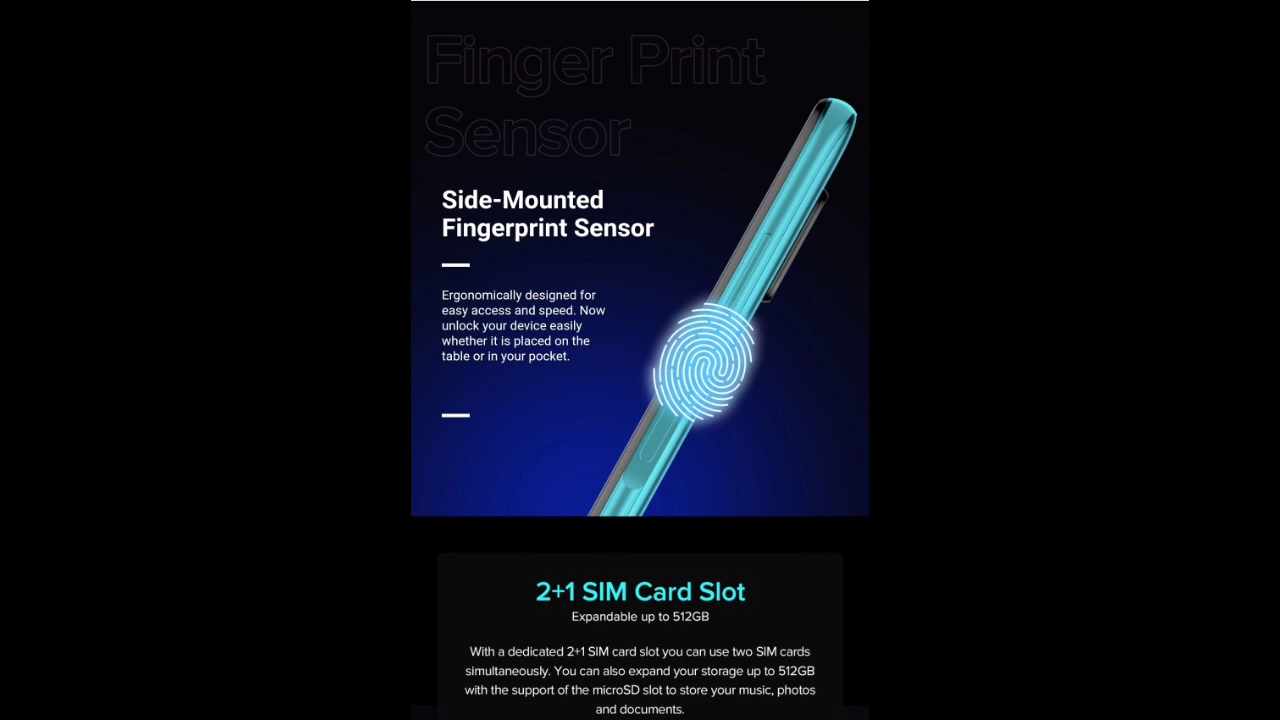 Finger Print
Sensor
Side-Mounted
Fingerprint Sensor
Ergonomically designed for
easy access and speed. Now
unlock your device easily
whether it is placed on the
table or in your pocket.
2+1 SIM Card Slot
Expandable up to 512GB
With a dedicated 2+1 SIM card slot you can use two SIM cards
simultaneously. You can also expand your storage up to 512GB
with the support of the microSD slot to store your music, photos
and documents.